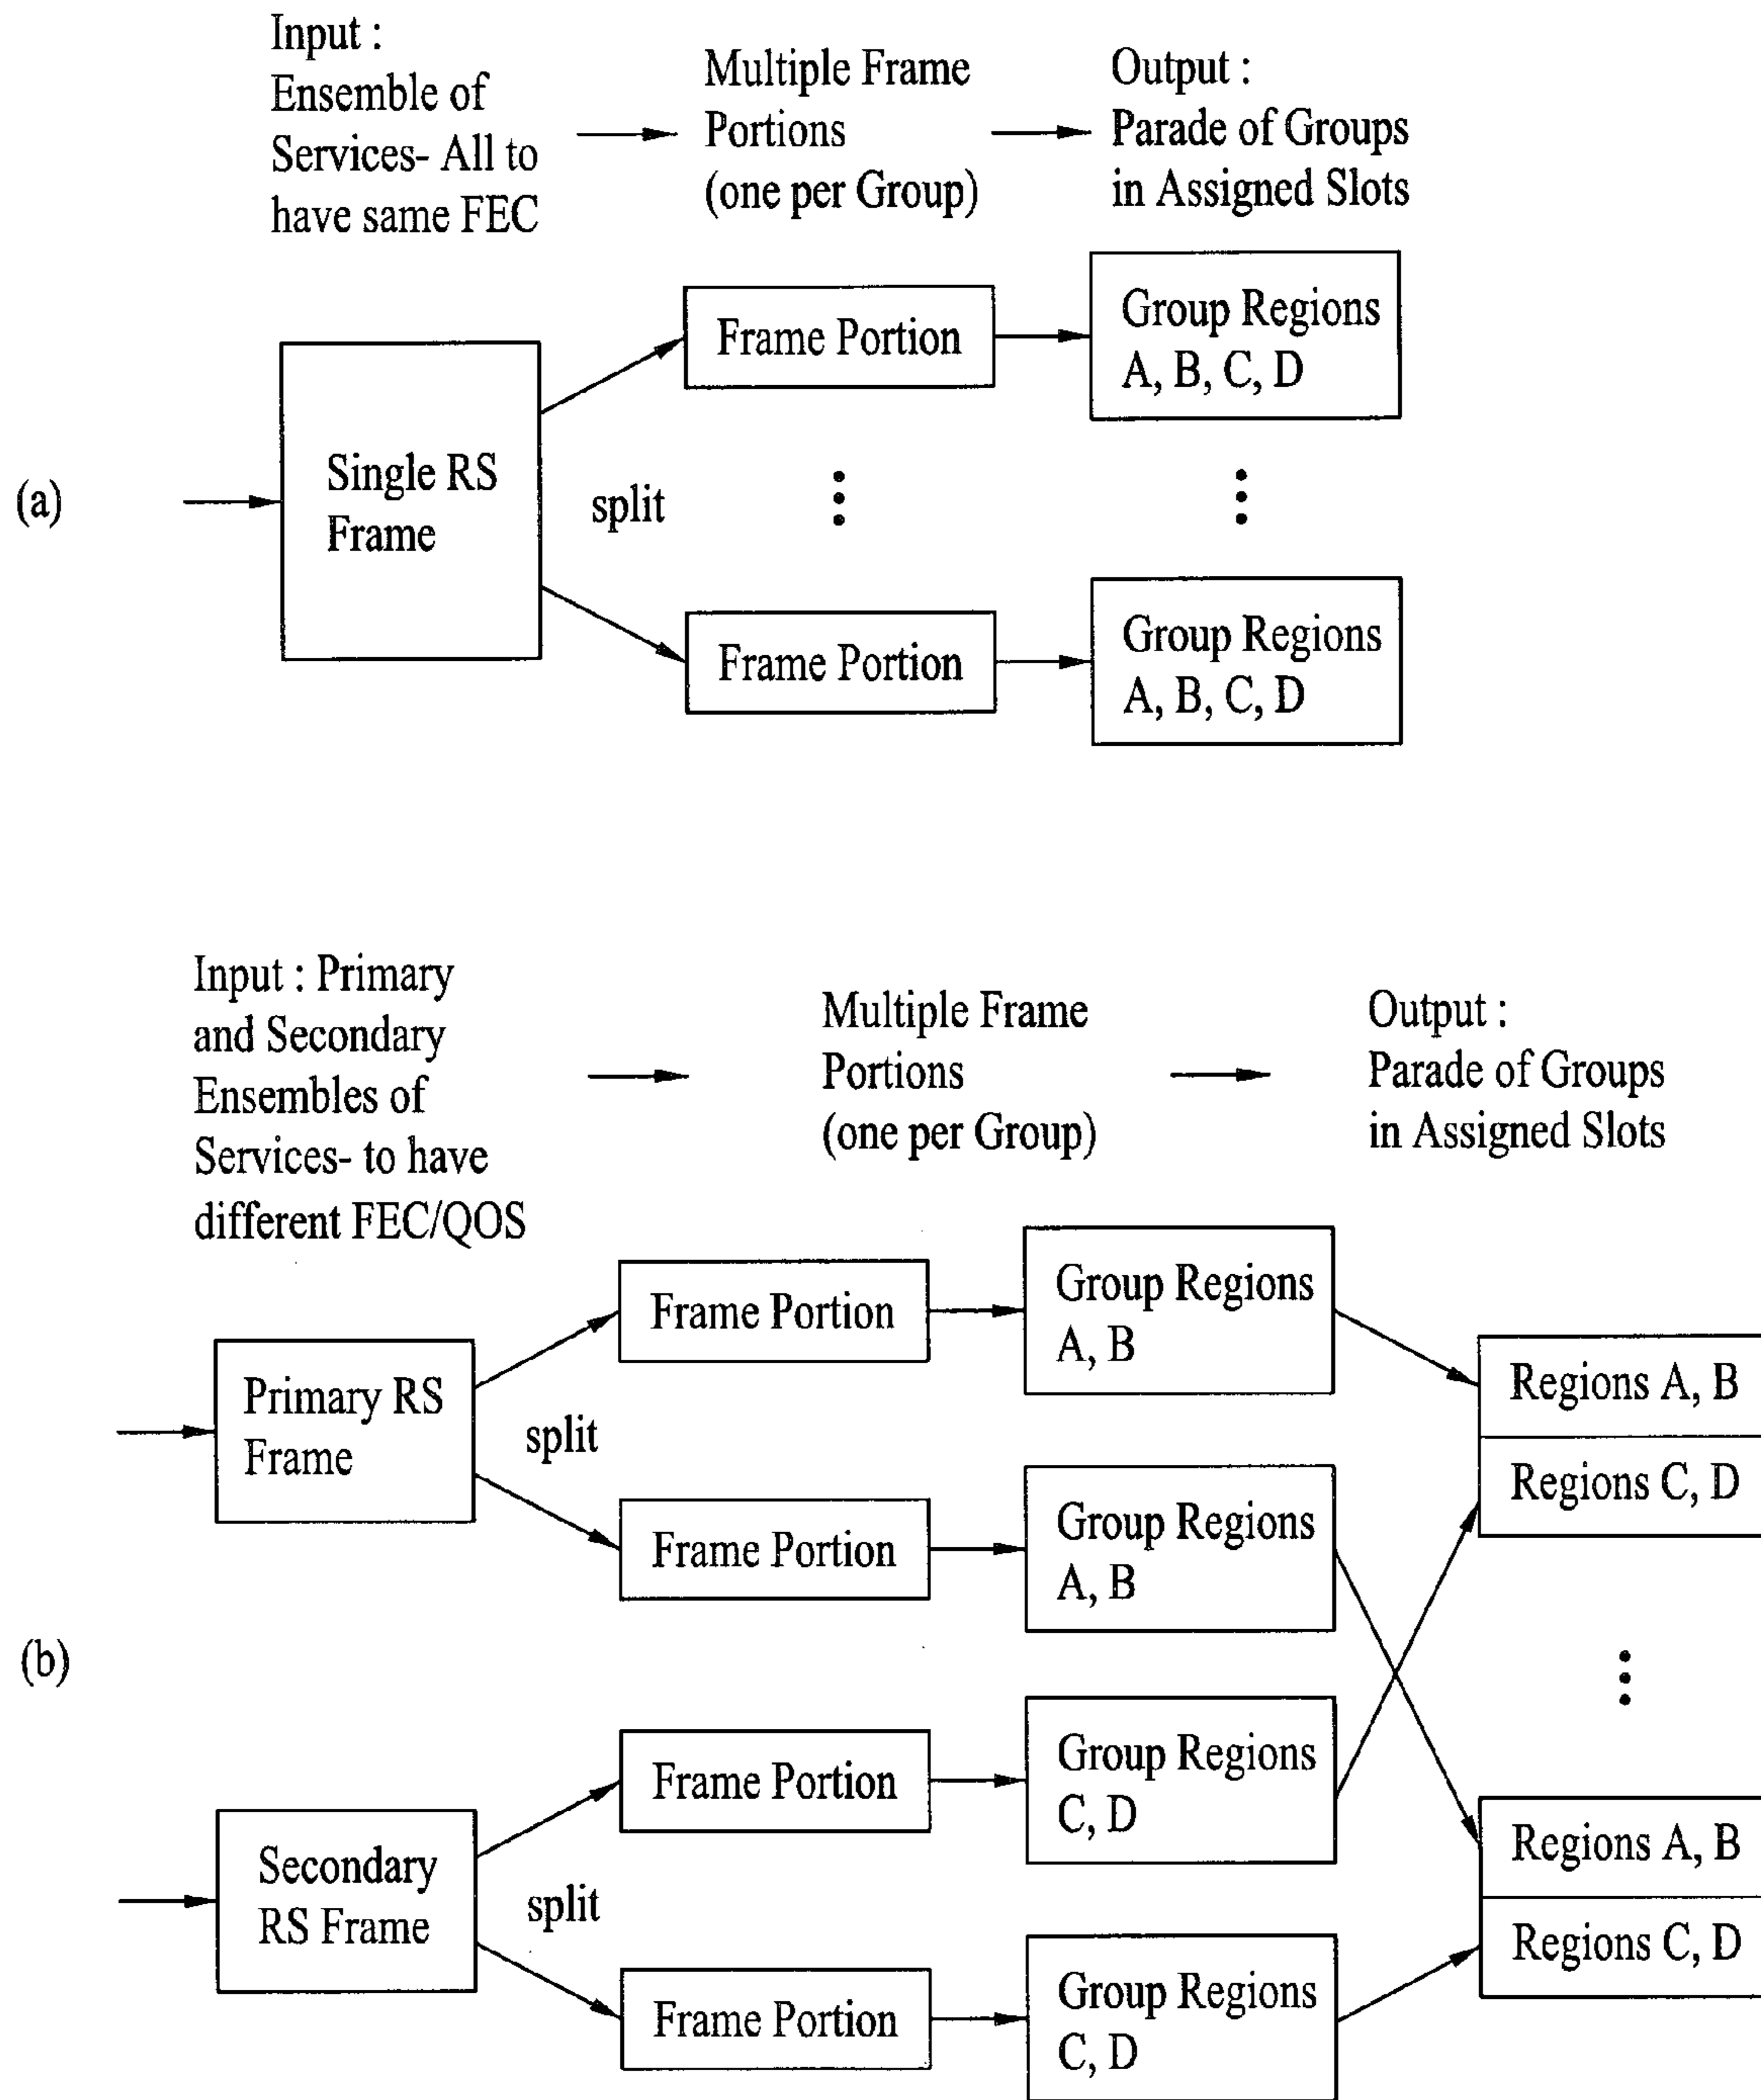 Input :
Ensemble of
Services- All to
have same FEC
Multiple Frame
Portions
(one per Group)
Output :
Parade of Groups
in Assigned Slots
(a)
Single RS
Frame
split
Frame Portion
Group Regions
A, B, C, D
Frame Portion
Group Regions
A, B, C, D
Input : Primary
and Secondary
Ensembles of
Services- to have
different FEC/QOS
Multiple Frame
Portions
(one per Group)
Output :
Parade of Groups
in Assigned Slots
(b)
Primary RS
Frame
split
Frame Portion
Group Regions
A, B
Frame Portion
Group Regions
A, B
Secondary
RS Frame
split
Frame Portion
Group Regions
C, D
Frame Portion
Group Regions
C, D
Regions A, B
Regions C, D
Regions A, B
Regions C, D